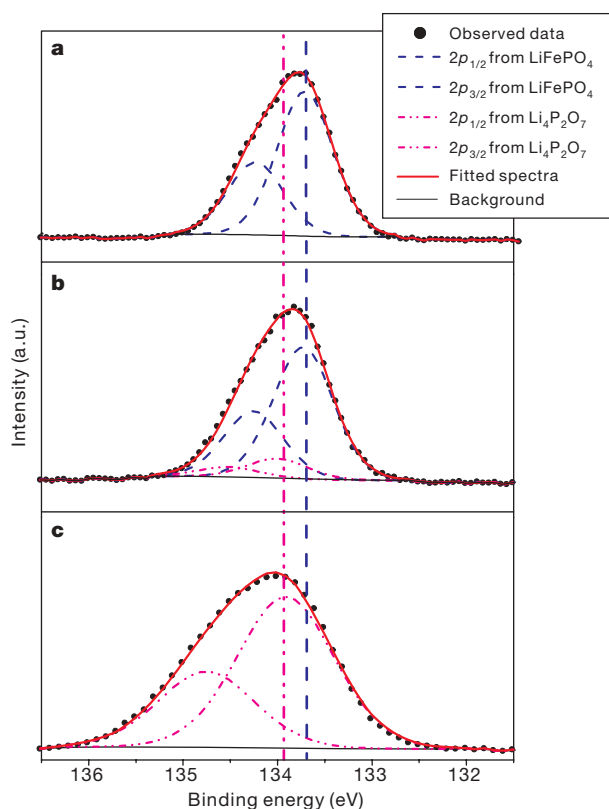 a
Observed data
2p1/2 from LiFePO4
2p3/2 from LiFePO4
2p1/2 from Li4P2O7
2p3/2 from Li4P2O7
Fitted spectra
Background
b
c
Intensity (a.u.)
136 135 134 133 132
Binding energy (eV)